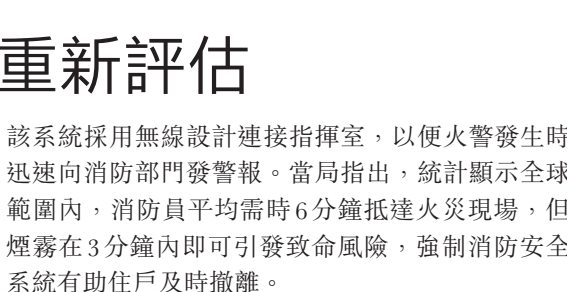 重新評估
該系統採用無線設計連接指揮室，以便火警發生時
迅速向消防部門發警報。當局指出，統計顯示全球
範圍內，消防員平均需時6分鐘抵達火災現場，但
煙霧在3分鐘內即可引發致命風險，強制消防安全
系統有助住戶及時撤離。